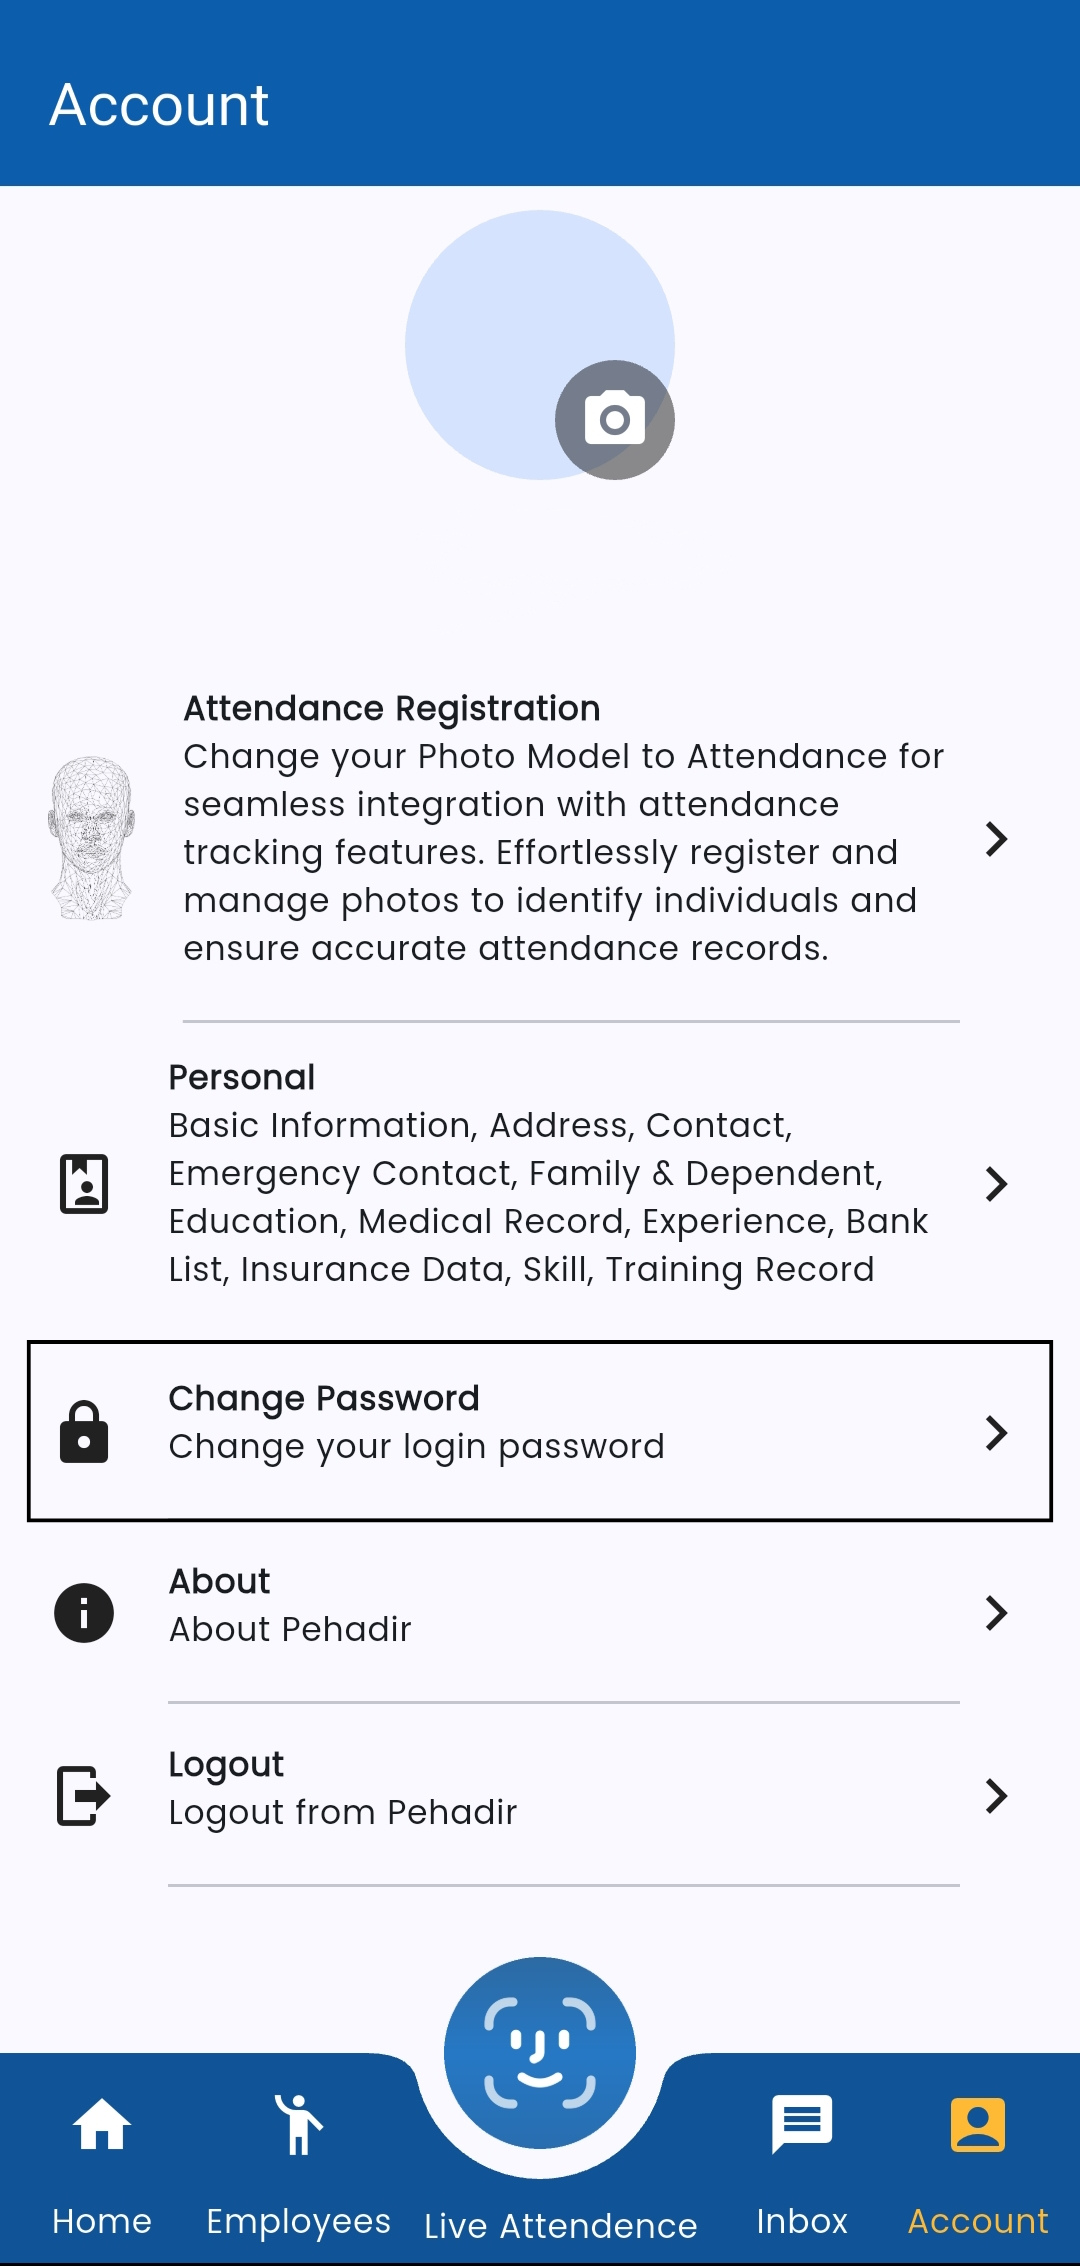 Account
Attendance Registration
Change your Photo Model to Attendance for
seamless integration with attendance
tracking features. Effortlessly register and
manage photos to identify individuals and
ensure accurate attendance records.
Personal
Basic Information, Address, Contact,
Emergency Contact, Family & Dependent,
Education, Medical Record, Experience, Bank
List, Insurance Data, Skill, Training Record
Change Password
Change your login password
About
About Pehadir
Logout
Logout from Pehadir
Home
Employees
Live Attendence
Inbox
Account